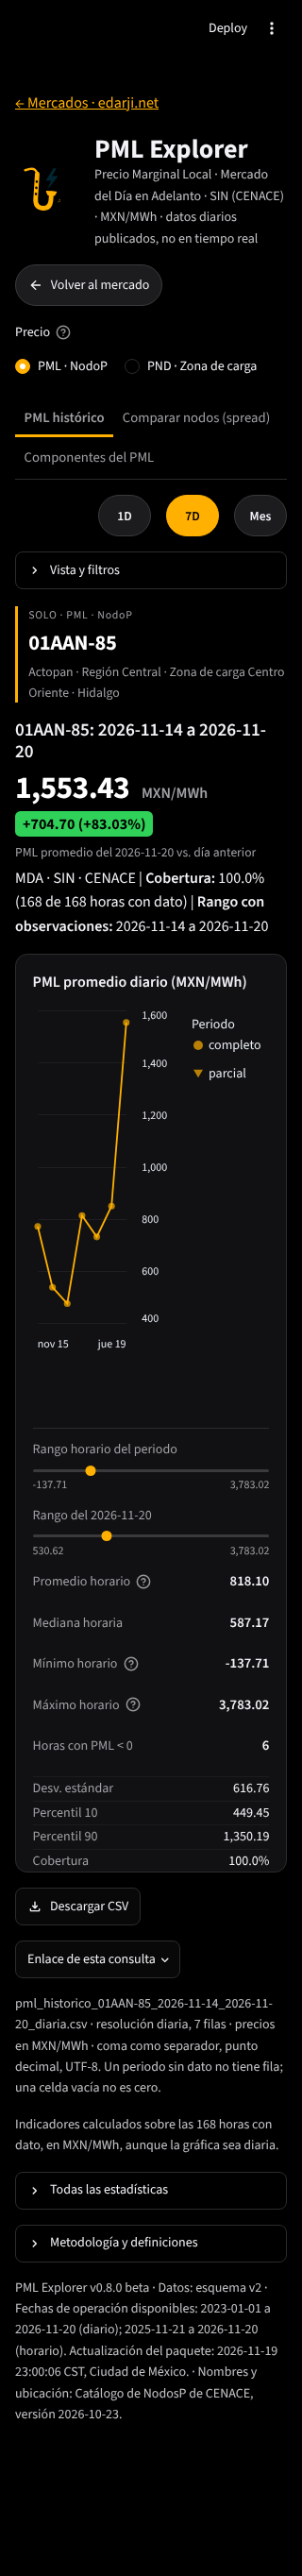 Deploy
← Mercados · edarji.net
PML Explorer
Precio Marginal Local · Mercado
del Día en Adelanto · SIN (CENACE)
· MXN/MWh · datos diarios
publicados, no en tiempo real
← Volver al mercado
Precio ?
PML · NodoP PND · Zona de carga
PML histórico Comparar nodos (spread)
Componentes del PML
1D 7D Mes
Vista y filtros
SOLO · PML · NodoP
01AAN-85
Actopan · Región Central · Zona de carga Centro
Oriente · Hidalgo
01AAN-85: 2026-11-14 a 2026-11-
20
1,553.43 MXN/MWh
+704.70 (+83.03%)
PML promedio del 2026-11-20 vs. día anterior
MDA · SIN · CENACE | Cobertura: 100.0%
(168 de 168 horas con dato) | Rango con
observaciones: 2026-11-14 a 2026-11-20
PML promedio diario (MXN/MWh)
1,600
1,400
1,200
1,000
800
600
400
nov 15 jue 19
Periodo
completo
parcial
Rango horario del periodo
-137.71 3,783.02
Rango del 2026-11-20
530.62 3,783.02
Promedio horario ? 818.10
Mediana horaria 587.17
Mínimo horario ? -137.71
Máximo horario ? 3,783.02
Horas con PML < 0 6
Desv. estándar 616.76
Percentil 10 449.45
Percentil 90 1,350.19
Cobertura 100.0%
Descargar CSV
Enlace de esta consulta
pml_historico_01AAN-85_2026-11-14_2026-11-
20_diaria.csv · resolución diaria, 7 filas · precios
en MXN/MWh · coma como separador, punto
decimal, UTF-8. Un periodo sin dato no tiene fila;
una celda vacía no es cero.
Indicadores calculados sobre las 168 horas con
dato, en MXN/MWh, aunque la gráfica sea diaria.
Todas las estadísticas
Metodología y definiciones
PML Explorer v0.8.0 beta · Datos: esquema v2 ·
Fechas de operación disponibles: 2023-01-01 a
2026-11-20 (diario); 2025-11-21 a 2026-11-20
(horario). Actualización del paquete: 2026-11-19
23:00:06 CST, Ciudad de México. · Nombres y
ubicación: Catálogo de NodosP de CENACE,
versión 2026-10-23.